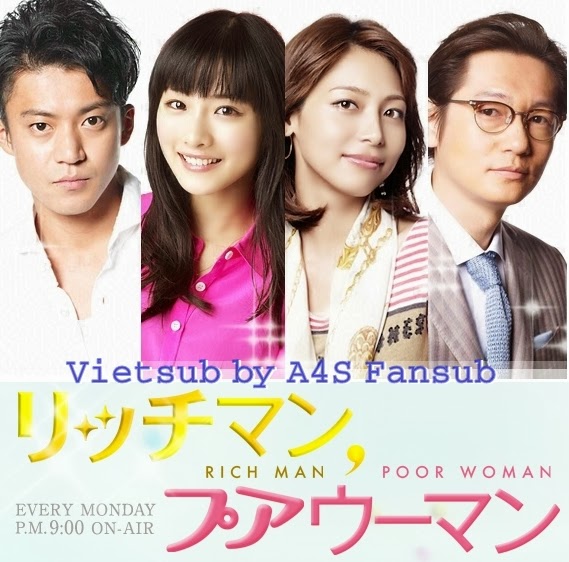 Vietsub by A4S Fansub
リッチマン,
RICH MAN POOR WOMAN
EVERY MONDAY
P.M.9:00 ON-AIR
プアウーマン